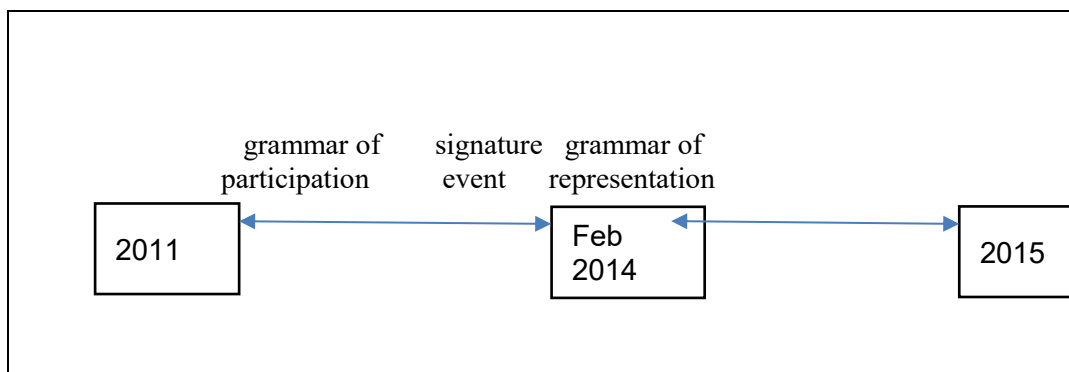 grammar of participation
signature event
grammar of representation
2011
Feb 2014
2015